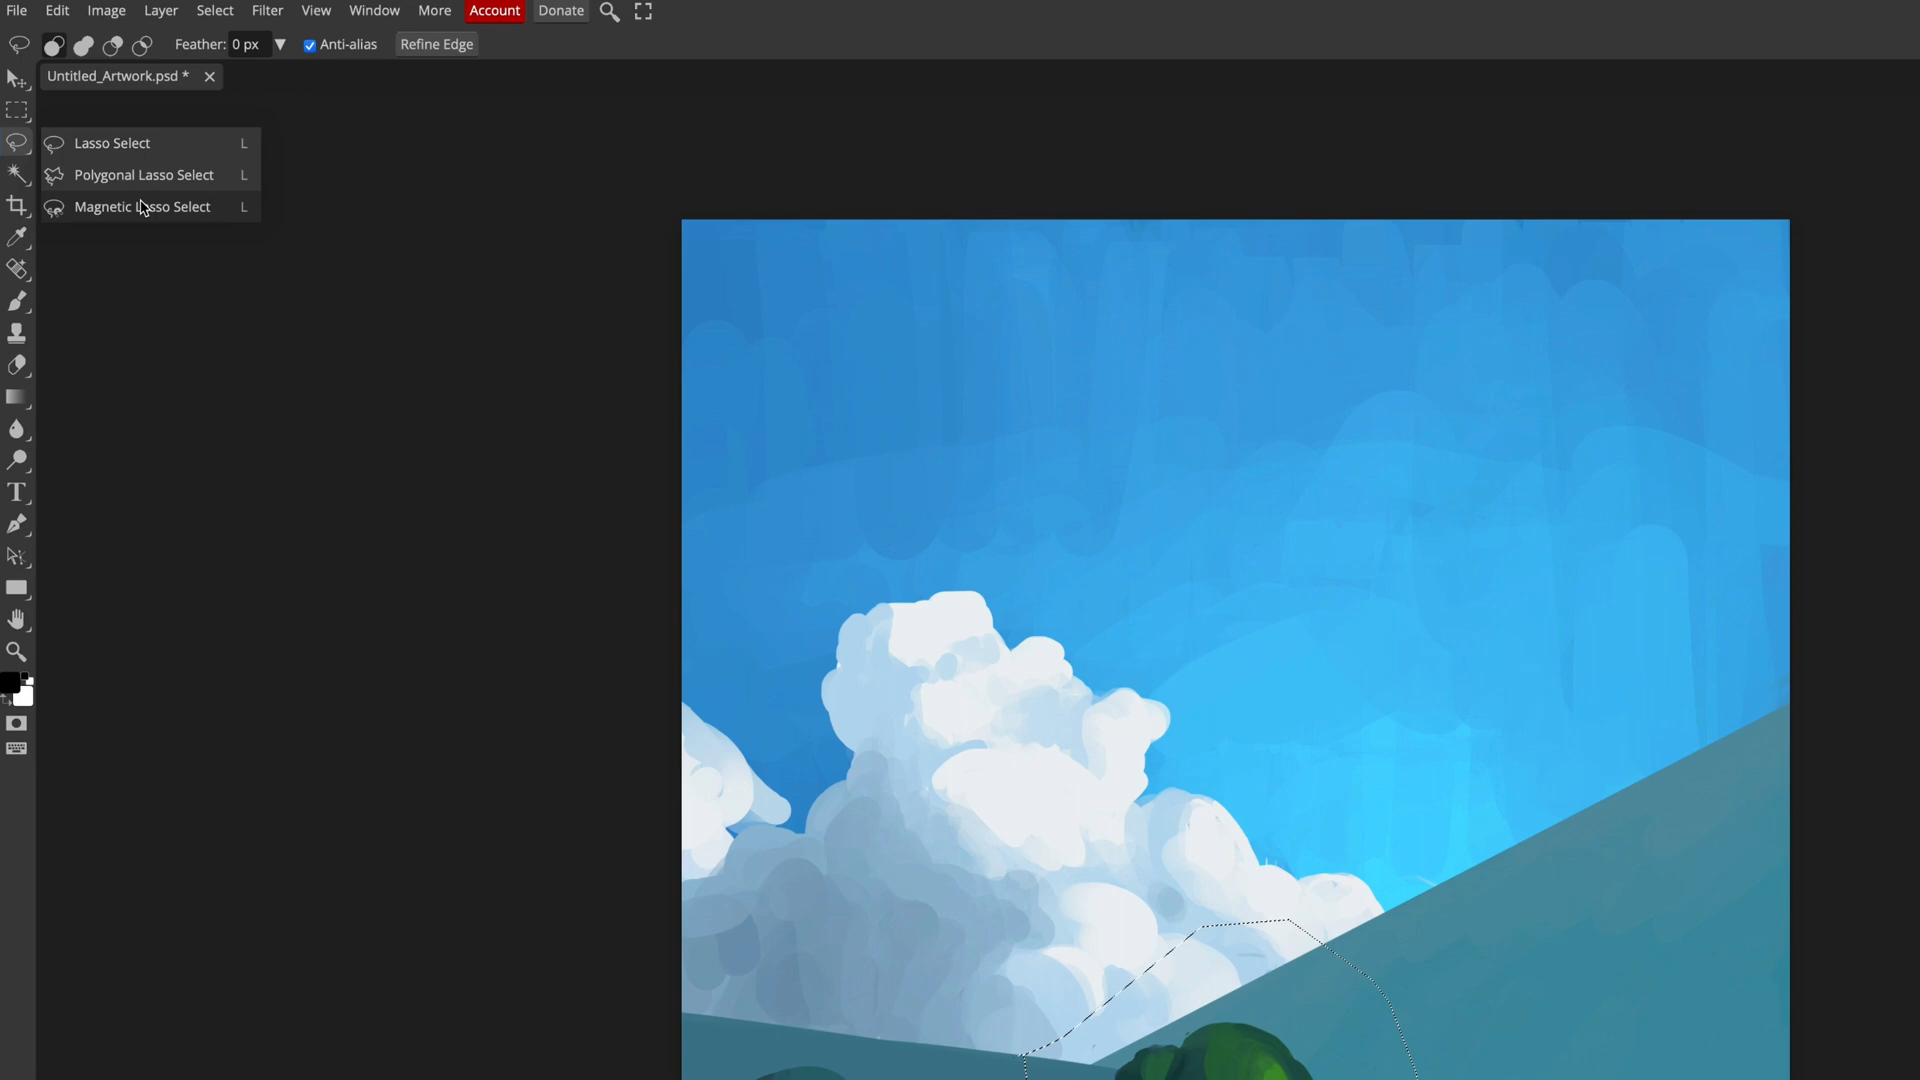 File Edit Image Layer Select Filter View Window More Account Donate
Feather: 0 px Anti-alias Refine Edge
Untitled_Artwork.psd *
Lasso Select L
Polygonal Lasso Select L
Magnetic Lasso Select L
T